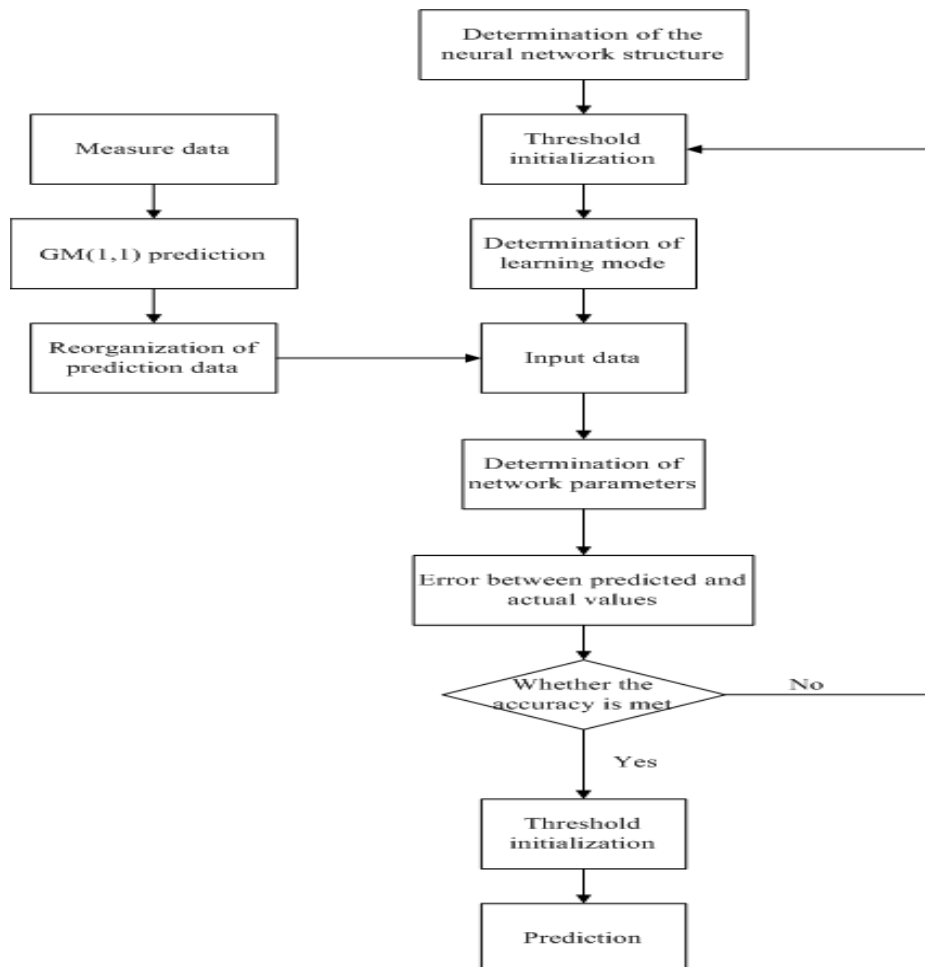 Determination of the
neural network structure
Measure data
Threshold
initialization
GM(1,1) prediction
Determination of
learning mode
Reorganization of
prediction data
Input data
Determination of
network parameters
Error between predicted and
actual values
Whether the
accuracy is met
No
Yes
Threshold
initialization
Prediction